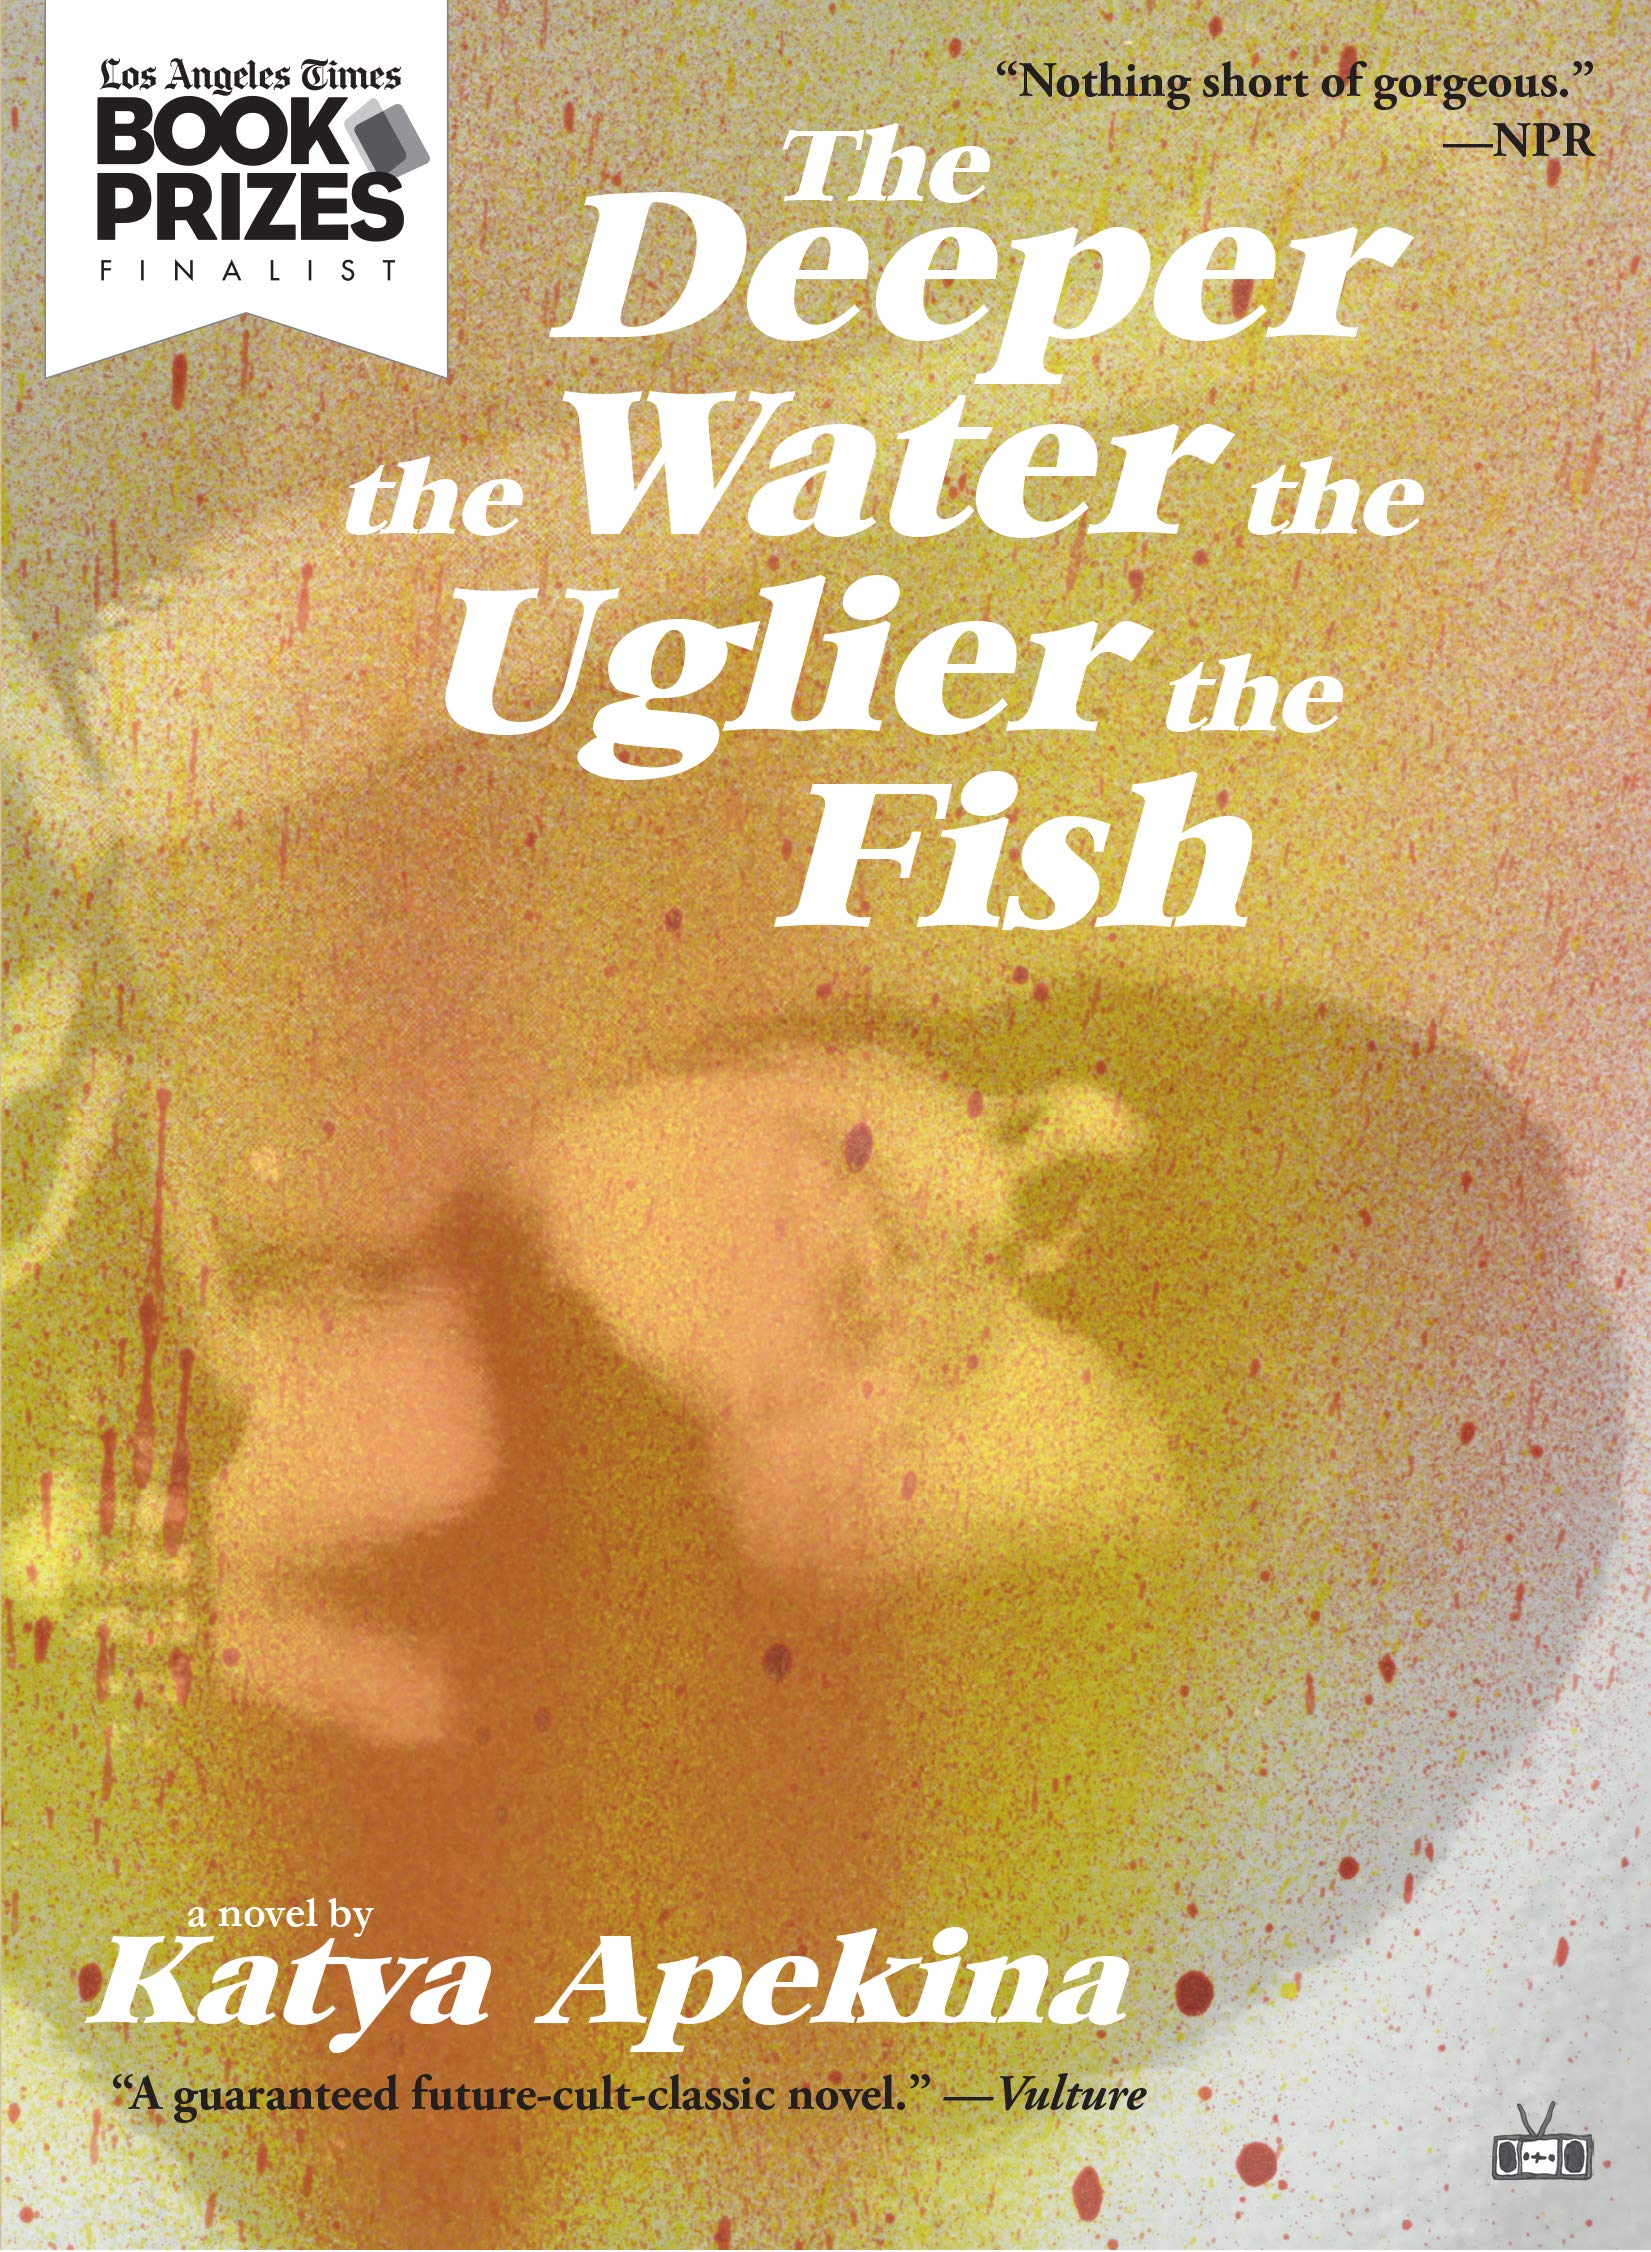 Los Angeles Times
BOOK
PRIZES
FINALIST
“Nothing short of gorgeous.”
—NPR
The
Deeper
the Water the
Uglier the
Fish
a novel by
Katya Apekina
“A guaranteed future-cult-classic novel.” —Vulture